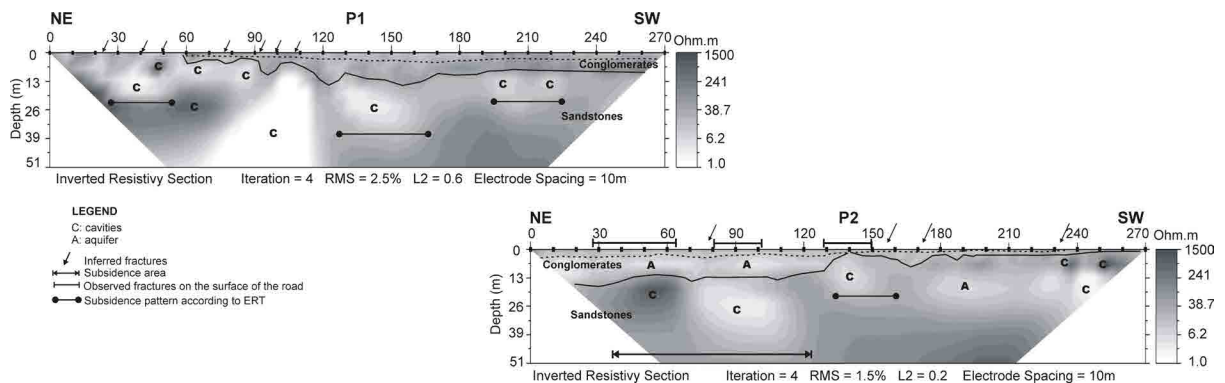 NE P1 SW
0 30 60 90 120 150 180 210 240 270
Ohm.m
0
13
26
39
51
Depth (m)
Conglomerates
C C C C C C C C C
Sandstones
1500
241
38.7
6.2
1.0
Inverted Resistivy Section Iteration = 4 RMS = 2.5% L2 = 0.6 Electrode Spacing = 10m
LEGEND
C: cavities
A: aquifer
Inferred fractures
Subsidence area
Observed fractures on the surface of the road
Subsidence pattern according to ERT
NE P2 SW
0 30 60 90 120 150 180 210 240 270
Ohm.m
0
13
26
39
51
Depth (m)
Conglomerates A A C C
C A C
C C
Sandstones
1500
241
38.7
6.2
1.0
Inverted Resistivy Section Iteration = 4 RMS = 1.5% L2 = 0.2 Electrode Spacing = 10m